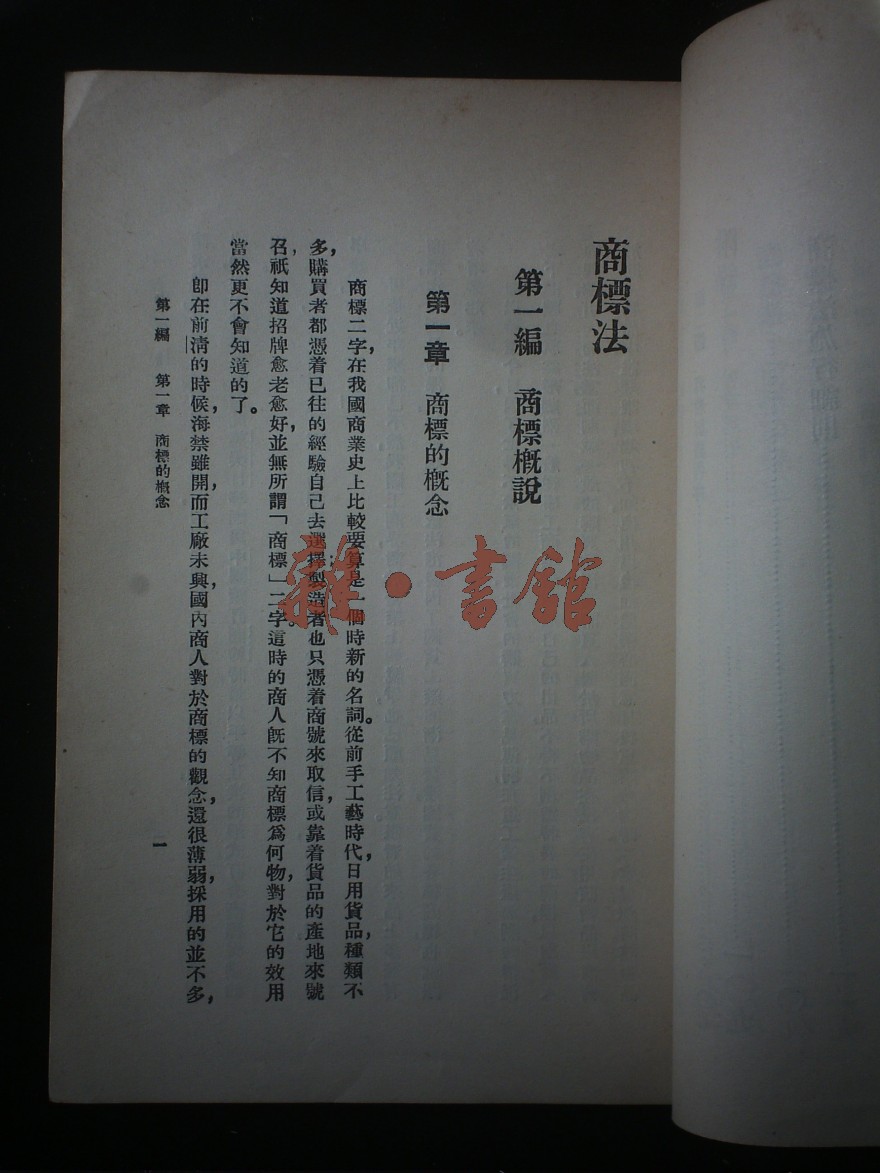 商標法
第一編　商標概說
第一章　商標的概念
商標二字，在我國商業史上比較要算是一個時新的名詞。從前手工藝時代，日用貨品，種類不
多，購買者都憑着已往的經驗自己去選擇製造者也只憑着商號來取信，或靠着貨品的產地來號
召，祇知道招牌愈老愈好，並無所謂「商標」二字。這時的商人既不知商標爲何物，對於它的效用
當然更不會知道的了。
卽在前清的時候，海禁雖開，而工廠未興，國內商人對於商標的觀念，還很薄弱，採用的並不多，
第一編　第一章　商標的概念
一
雜・書館